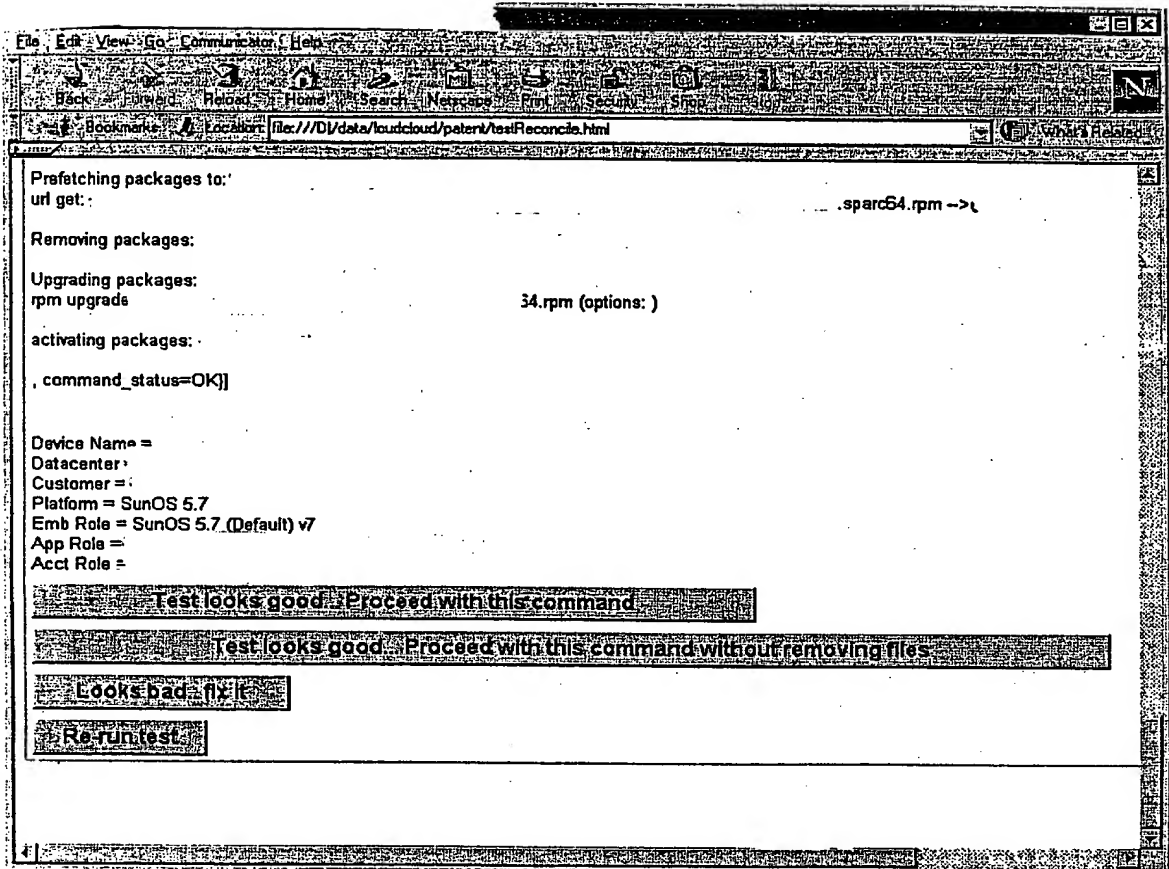 File Edit View Go Communicator Help
Back Forward Reload Home Search Netscape Print Security Shop Stop
Bookmarks Location: file:///D|/data/loudcloud/patent/testReconcile.html What's Related
Prefetching packages to:
url get: .sparc64.rpm -->
Removing packages:
Upgrading packages:
rpm upgrade 64.rpm (options: )
activating packages:
, command_status=OK}]
Device Name =
Datacenter
Customer =
Platform = SunOS 5.7
Emb Role = SunOS 5.7 (Default) v7
App Role =
Acct Role =
Test looks good...Proceed with this command
Test looks good...Proceed with this command without removing files
Looks bad...fix it
Re-run test